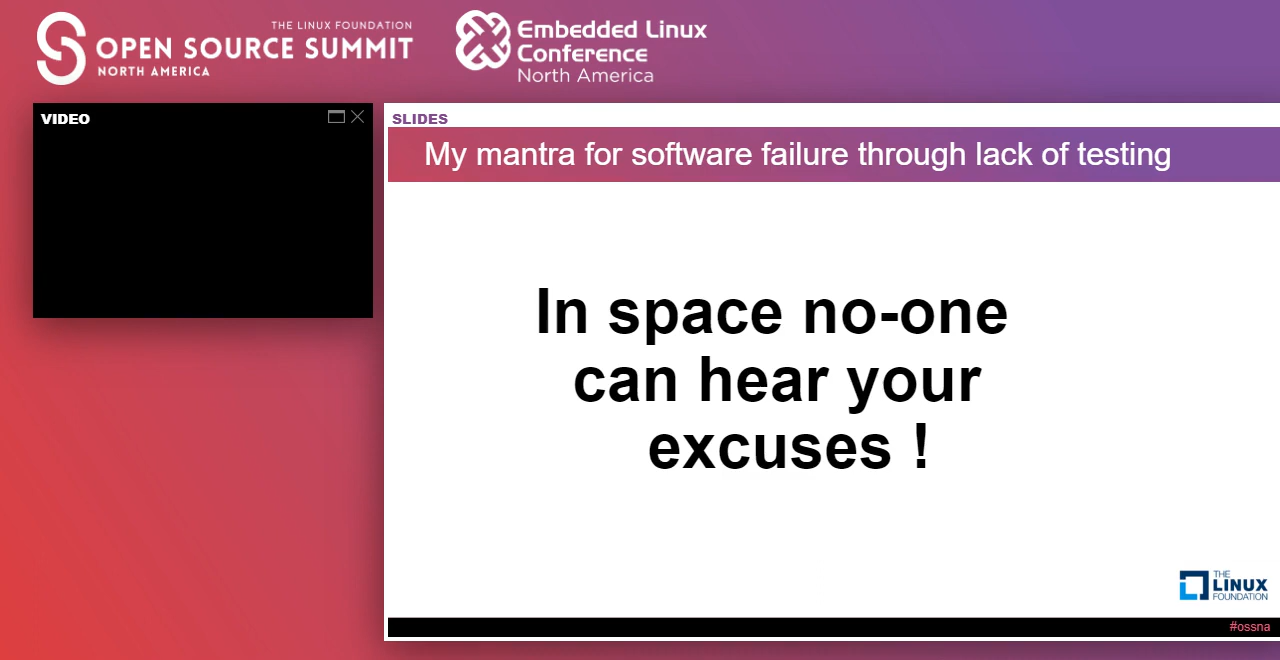 THE LINUX FOUNDATION
OPEN SOURCE SUMMIT
NORTH AMERICA
Embedded Linux
Conference
North America
VIDEO
SLIDES
My mantra for software failure through lack of testing
In space no-one
can hear your
excuses !
THE
LINUX
FOUNDATION
#ossna